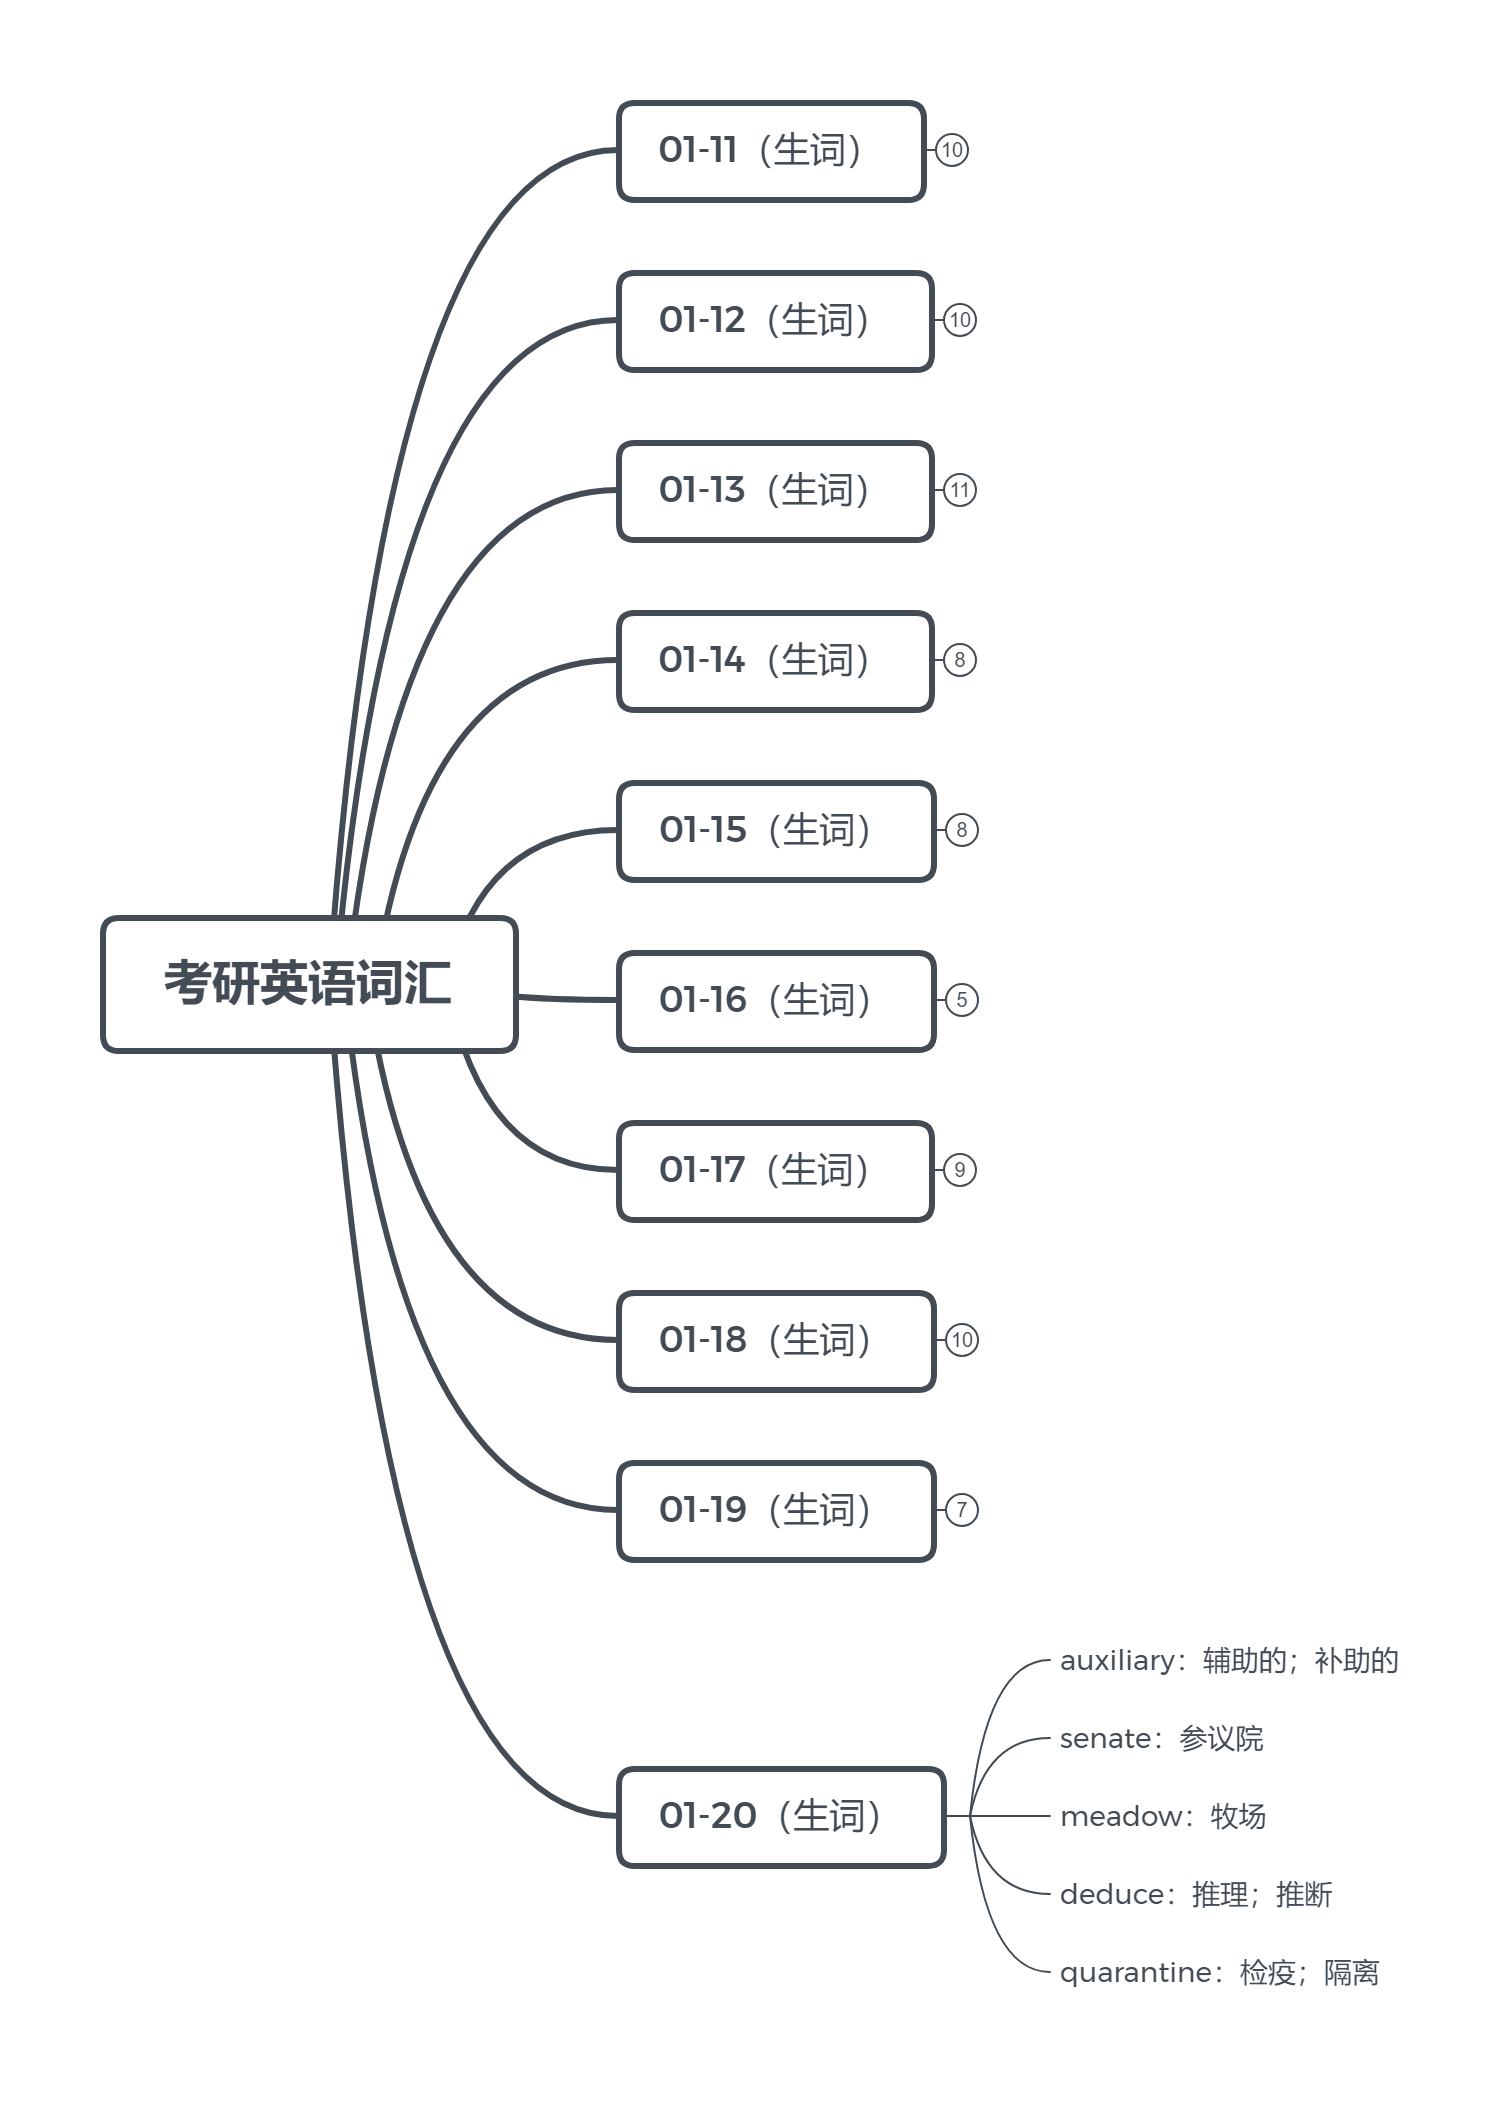 01-11（生词）
10
01-12（生词）
10
01-13（生词）
11
01-14（生词）
8
01-15（生词）
8
考研英语词汇
01-16（生词）
5
01-17（生词）
9
01-18（生词）
10
01-19（生词）
7
01-20（生词）
auxiliary：辅助的；补助的
senate：参议院
meadow：牧场
deduce：推理；推断
quarantine：检疫；隔离